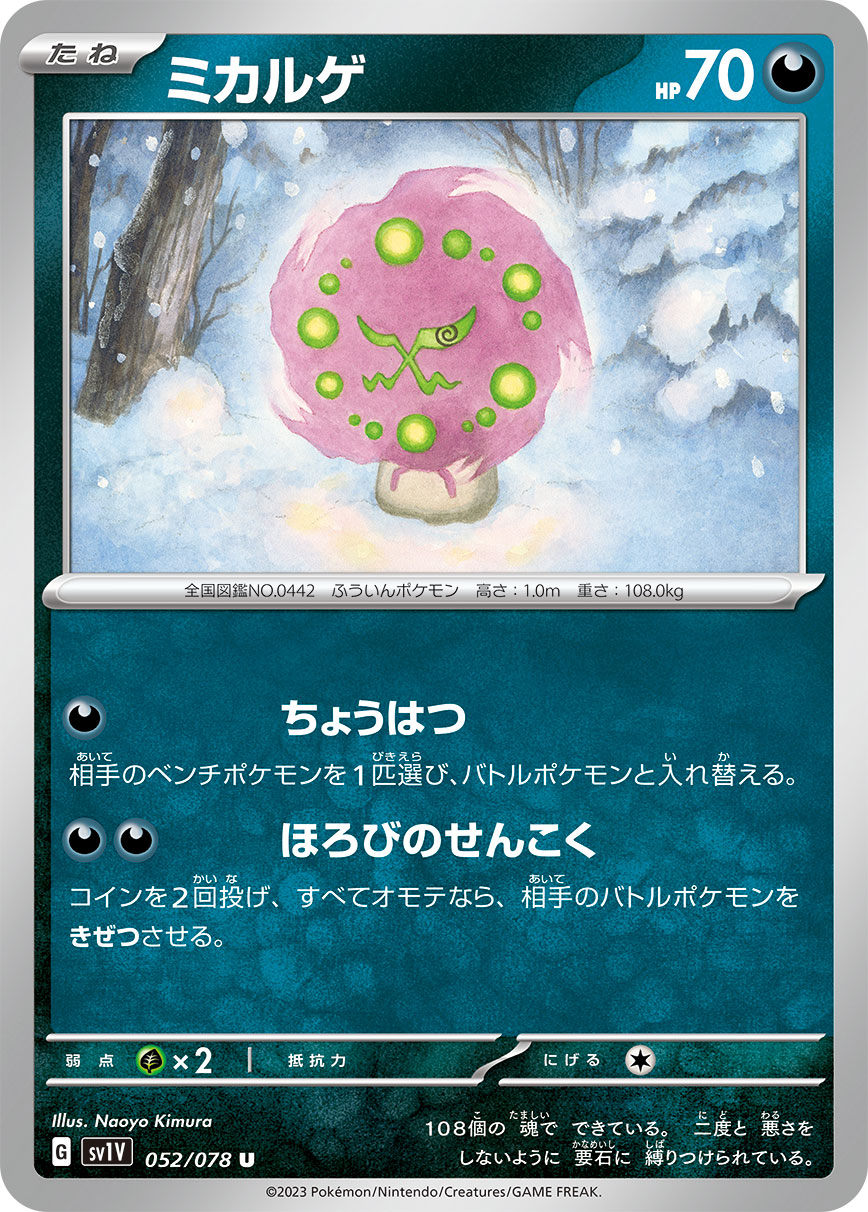 たね ミカルゲ HP70
全国図鑑NO.0442 ふういんポケモン 高さ：1.0m 重さ：108.0kg
ちょうはつ
相手のベンチポケモンを1匹選び、バトルポケモンと入れ替える。
ほろびのせんこく
コインを2回投げ、すべてオモテなら、相手のバトルポケモンを
きぜつさせる。
弱点 ×2 抵抗力 にげる
Illus. Naoyo Kimura
G sv1V 052/078 U
108個の 魂で できている。 二度と 悪さを
しないように 要石に 縛りつけられている。
©2023 Pokémon/Nintendo/Creatures/GAME FREAK.